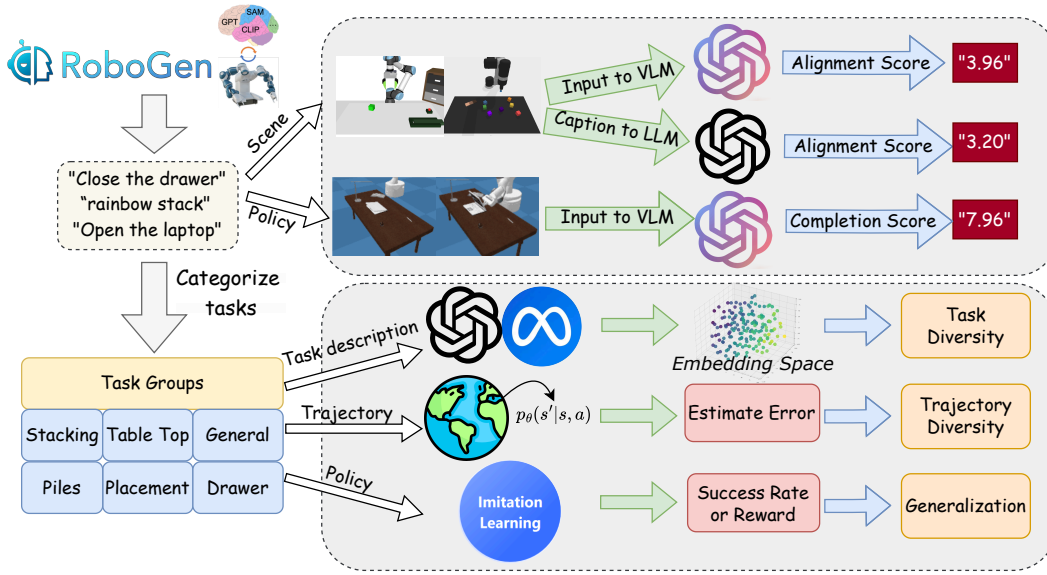 SAM
GPT
CLIP
...
RoboGen
"Close the drawer"
“rainbow stack"
"Open the laptop"
Scene
Policy
Input to VLM
Caption to LLM
Alignment Score
"3.96"
Alignment Score
"3.20"
Input to VLM
Completion Score
"7.96"
Categorize
tasks
Task Groups
Stacking
Table Top
General
Piles
Placement
Drawer
Task description
Embedding Space
Task
Diversity
Trajectory
pθ(s′|s, a)
Estimate Error
Trajectory
Diversity
Policy
Imitation
Learning
Success Rate
or Reward
Generalization